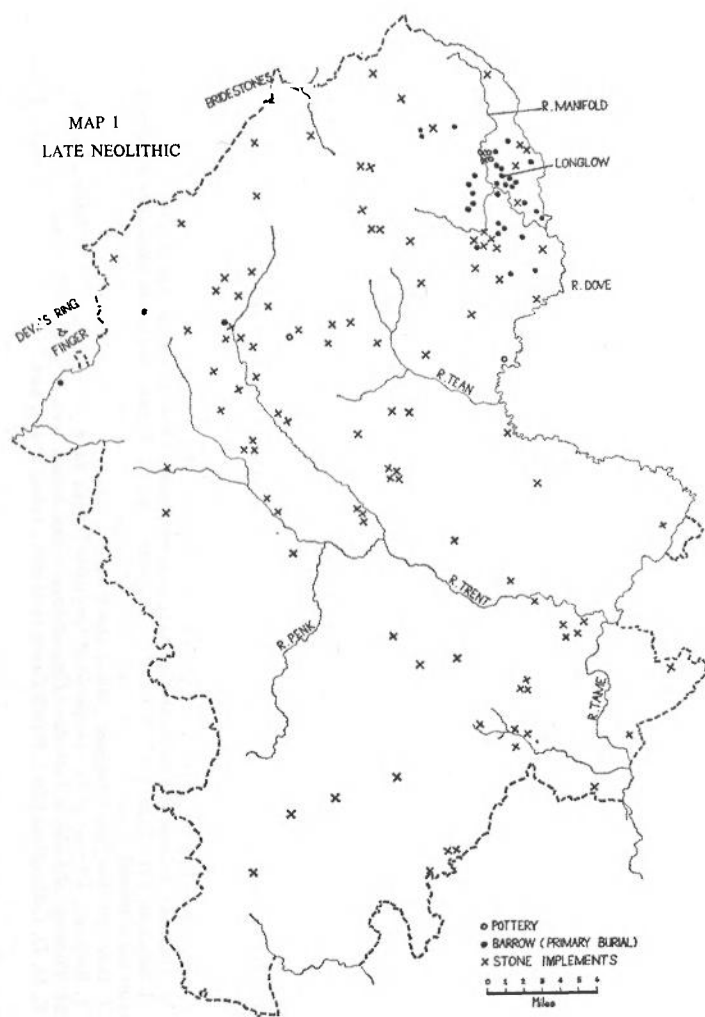 MAP 1
LATE NEOLITHIC
BRIDESTONES
R. MANIFOLD
LONGLOW
DEV.'S RING
&
FINGER
R. DOVE
R. TEAN
R. TRENT
R. PENK
R. TAME
POTTERY
BARROW (PRIMARY BURIAL)
STONE IMPLEMENTS
0 1 2 3 4 5 6
Miles